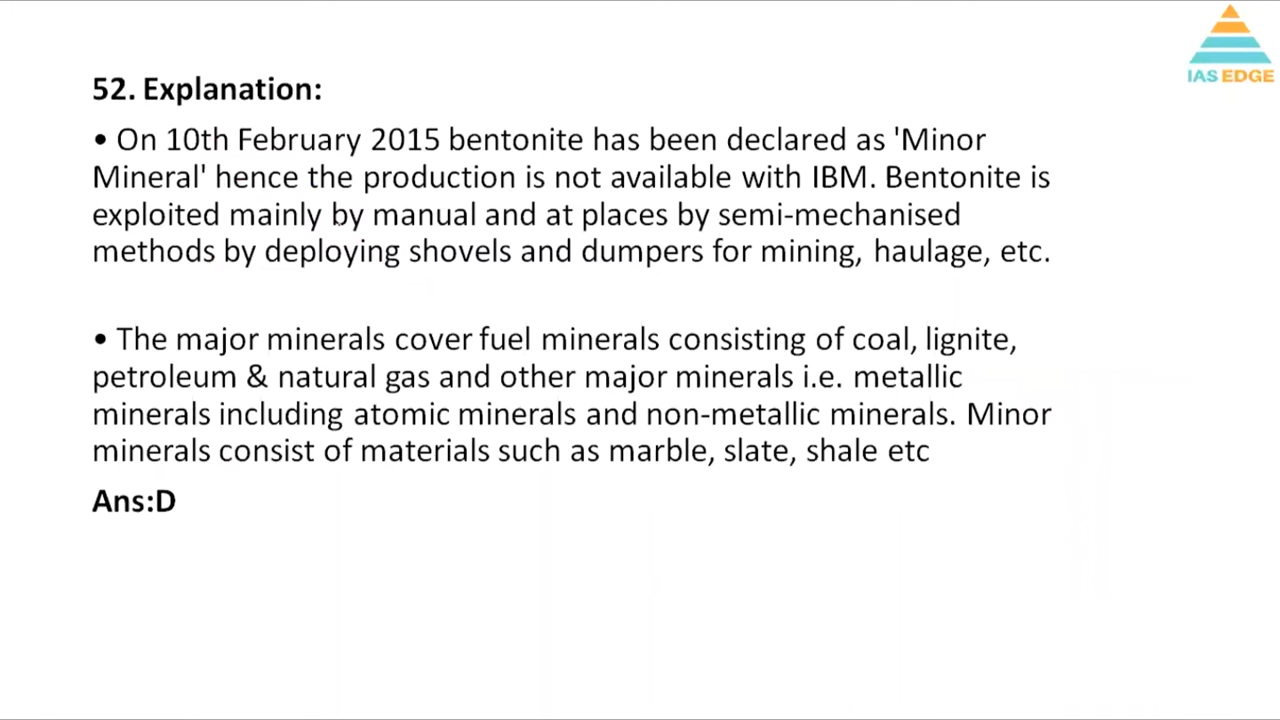 IAS EDGE
52. Explanation:
• On 10th February 2015 bentonite has been declared as 'Minor
Mineral' hence the production is not available with IBM. Bentonite is
exploited mainly by manual and at places by semi-mechanised
methods by deploying shovels and dumpers for mining, haulage, etc.
• The major minerals cover fuel minerals consisting of coal, lignite,
petroleum & natural gas and other major minerals i.e. metallic
minerals including atomic minerals and non-metallic minerals. Minor
minerals consist of materials such as marble, slate, shale etc
Ans:D